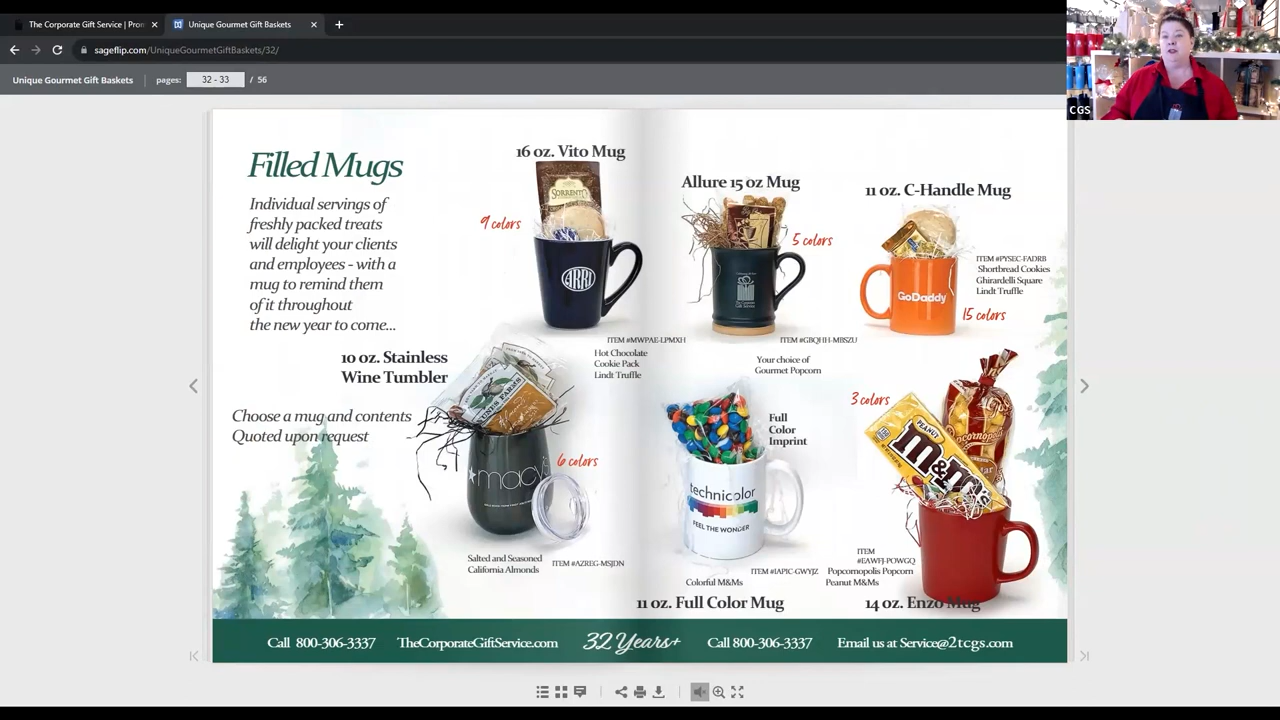 The Corporate Gift Service | Pron
Unique Gourmet Gift Baskets
sageflip.com/UniqueGourmetGiftBaskets/32/
Unique Gourmet Gift Baskets
pages:
32 - 33
/ 56
CGS
Filled Mugs
Individual servings of
freshly packed treats
will delight your clients
and employees - with a
mug to remind them
of it throughout
the new year to come...
16 oz. Vito Mug
9 colors
SORRENTO
ARRI
ITEM #MWPAE-LPMXH
Hot Chocolate
Cookie Pack
Lindt Truffle
Allure 15 oz Mug
5 colors
ITEM #GBQHH-MBSZU
Your choice of
Gourmet Popcorn
11 oz. C-Handle Mug
ITEM #PYSEC-FADRB
Shortbread Cookies
Ghirardelli Square
Lindt Truffle
GoDaddy
15 colors
10 oz. Stainless
Wine Tumbler
Choose a mug and contents
Quoted upon request
6 colors
macy's
Salted and Seasoned
California Almonds
ITEM #AZREG-MSJDN
Full
Color
Imprint
technicolor
FEEL THE WONDER
ITEM #IAPIC-GWYJZ
Colorful M&Ms
11 oz. Full Color Mug
3 colors
PEANUT
m&m's
ITEM
#EAWFJ-POWGQ
Popcornopolis Popcorn
Peanut M&Ms
14 oz. Enzo Mug
Call 800-306-3337
TheCorporateGiftService.com
32 Years+
Call 800-306-3337
Email us at Service@2tcgs.com